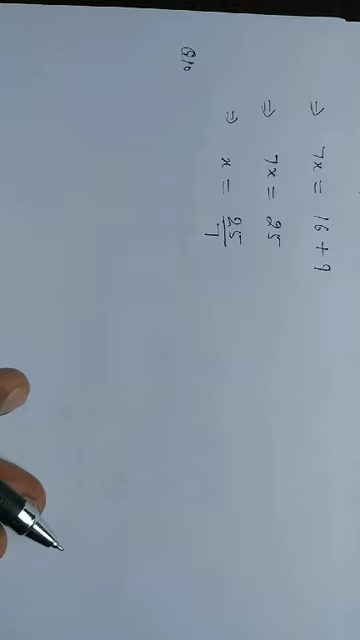 ⇒ 7x = 16 + 9
⇒ 7x = 25
⇒ x = 25/7
Q10